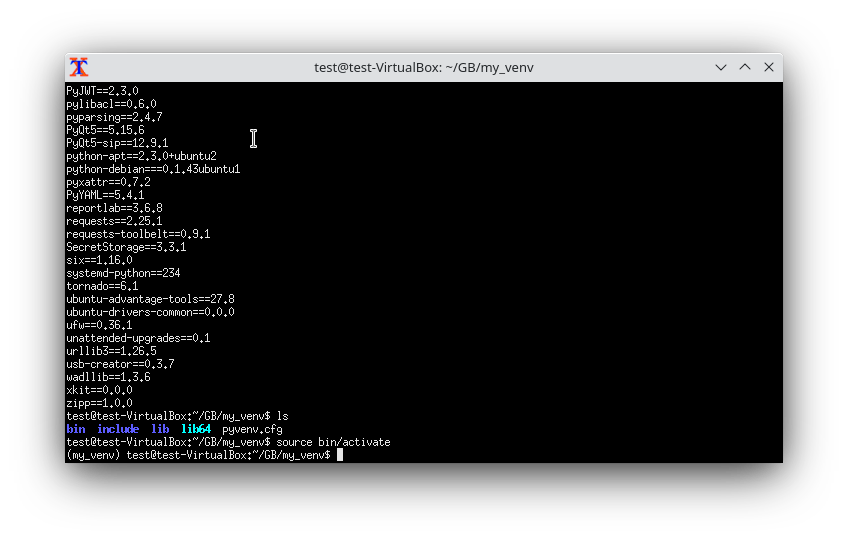 test@test-VirtualBox: ~/GB/my_venv
PyJWT==2.3.0
pylibacl==0.6.0
pyparsing==2.4.7
PyQt5==5.15.6
PyQt5-sip==12.9.1
python-apt==2.3.0+ubuntu2
python-debian===0.1.43ubuntu1
pyxattr==0.7.2
PyYAML==5.4.1
reportlab==3.6.8
requests==2.25.1
requests-toolbelt==0.9.1
SecretStorage==3.3.1
six==1.16.0
systemd-python==234
tornado==6.1
ubuntu-advantage-tools==27.8
ubuntu-drivers-common==0.0.0
ufw==0.36.1
unattended-upgrades==0.1
urllib3==1.26.5
usb-creator==0.3.7
wadllib==1.3.6
xkit==0.0.0
zipp==1.0.0
test@test-VirtualBox:~/GB/my_venv$ ls
bin include lib lib64 pyvenv.cfg
test@test-VirtualBox:~/GB/my_venv$ source bin/activate
(my_venv) test@test-VirtualBox:~/GB/my_venv$